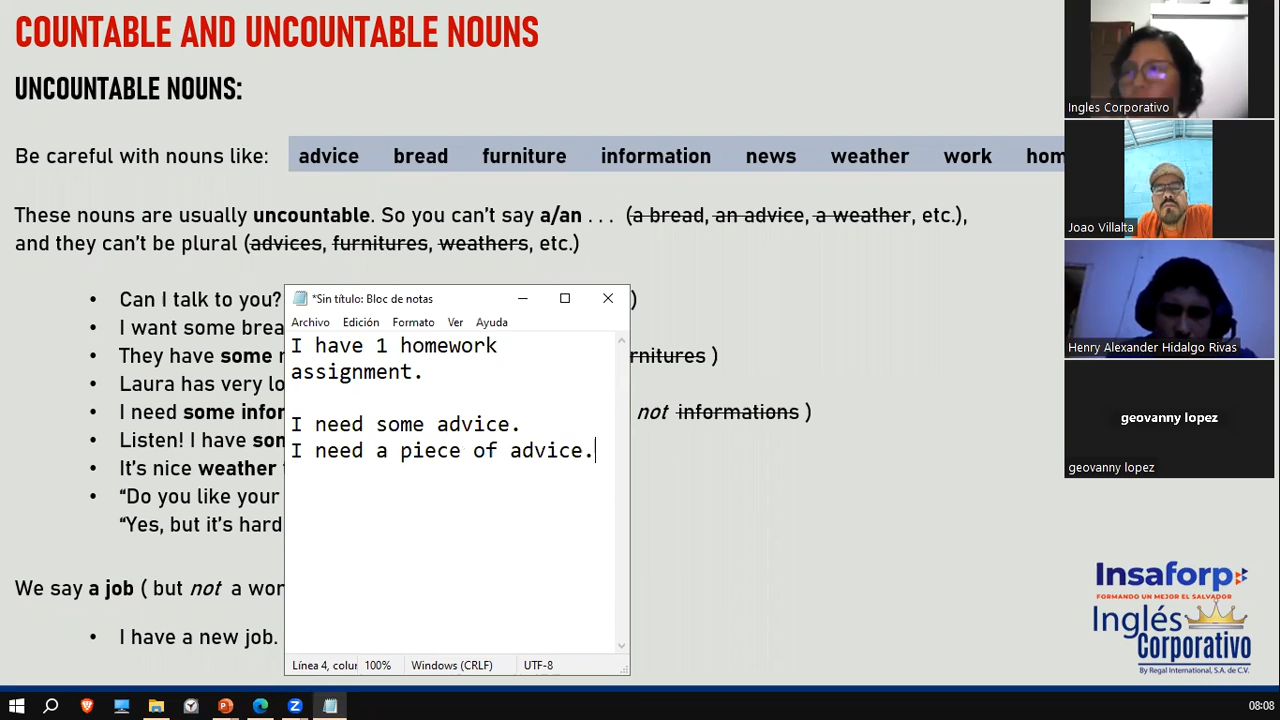 COUNTABLE AND UNCOUNTABLE NOUNS
UNCOUNTABLE NOUNS:
Be careful with nouns like: advice bread furniture information news weather work hom
These nouns are usually uncountable. So you can't say a/an . . . (a bread, an advice, a weather, etc.),
and they can't be plural (advices, furnitures, weathers, etc.)
• Can I talk to you? )
• I want some brea
• They have some rnitures )
• Laura has very lo
• I need some infor not informations )
• Listen! I have son
• It's nice weather
• “Do you like your
“Yes, but it's hard
We say a job ( but not a wor
• I have a new job.
*Sin título: Bloc de notas
Archivo Edición Formato Ver Ayuda
I have 1 homework
assignment.
I need some advice.
I need a piece of advice.
Línea 4, colur 100% Windows (CRLF) UTF-8
Ingles Corporativo
Joao Villalta
Henry Alexander Hidalgo Rivas
geovanny lopez
geovanny lopez
Insaforp
FORMANDO UN MEJOR EL SALVADOR
Inglés
Corporativo
By Regal International, S.A. de C.V.
08:08